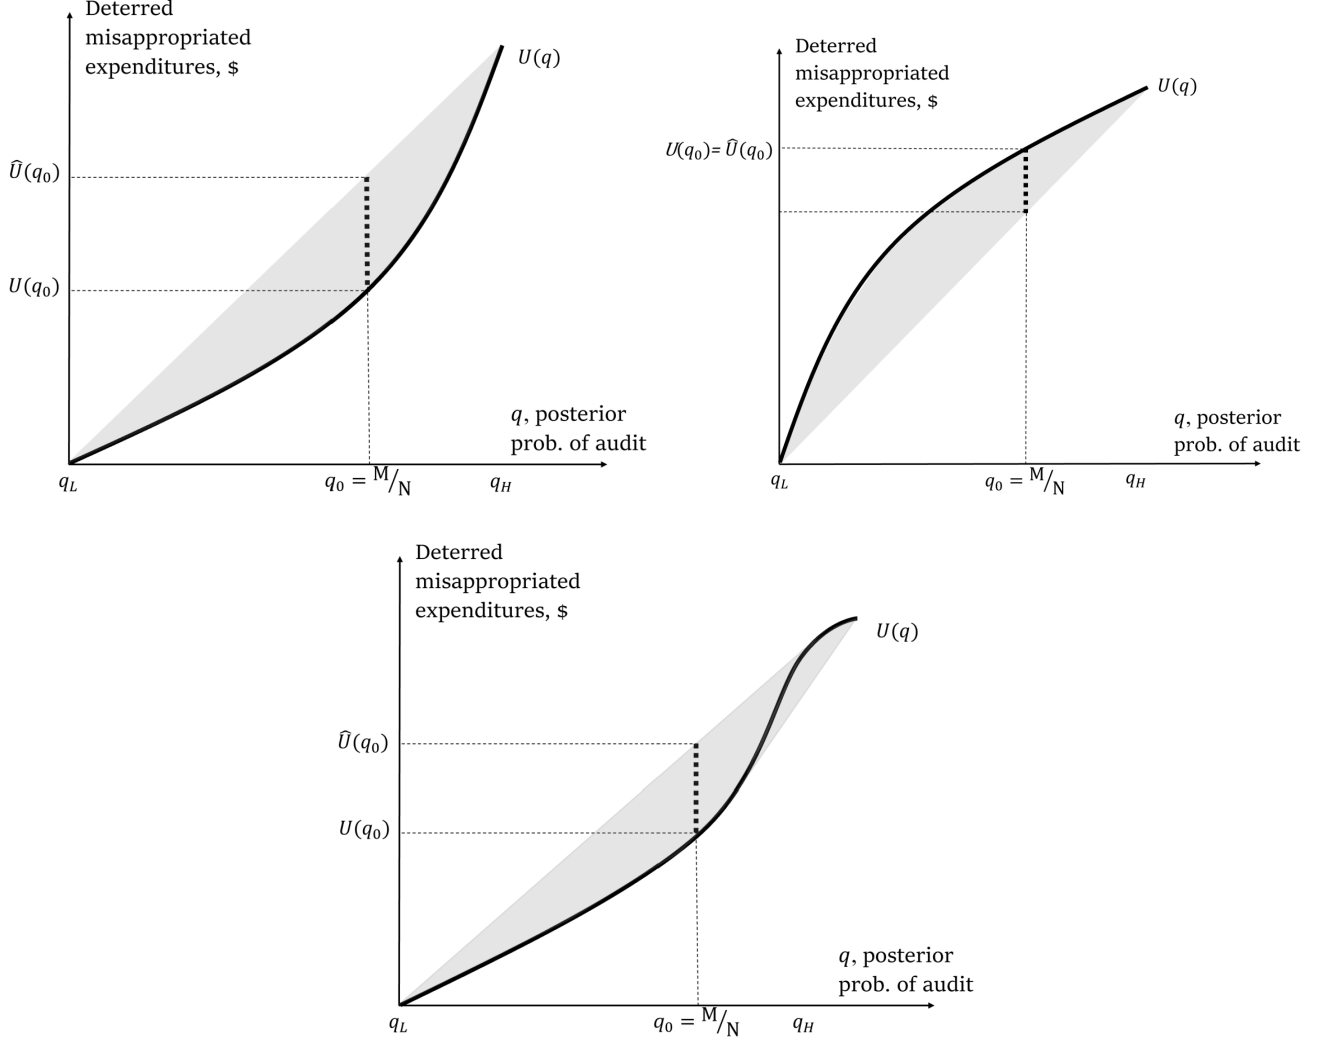 Deterred
misappropriated
expenditures, $
U(q)
Û(q₀)
U(q₀)
q, posterior
prob. of audit
q_L
q₀ = M/N
q_H
Deterred
misappropriated
expenditures, $
U(q)
U(q₀)= Û(q₀)
q, posterior
prob. of audit
q_L
q₀ = M/N
q_H
Deterred
misappropriated
expenditures, $
U(q)
Û(q₀)
U(q₀)
q, posterior
prob. of audit
q_L
q₀ = M/N
q_H